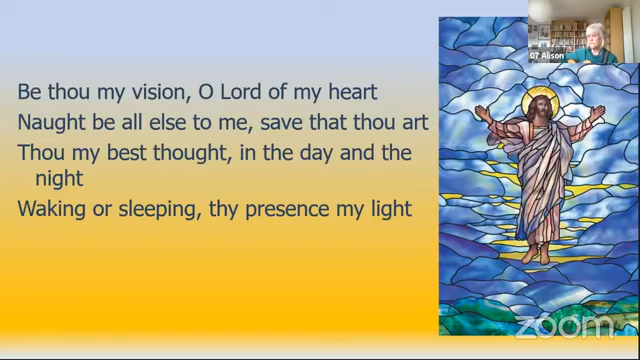 07 Alison
Be thou my vision, O Lord of my heart
Naught be all else to me, save that thou art
Thou my best thought, in the day and the
night
Waking or sleeping, thy presence my light
zoom